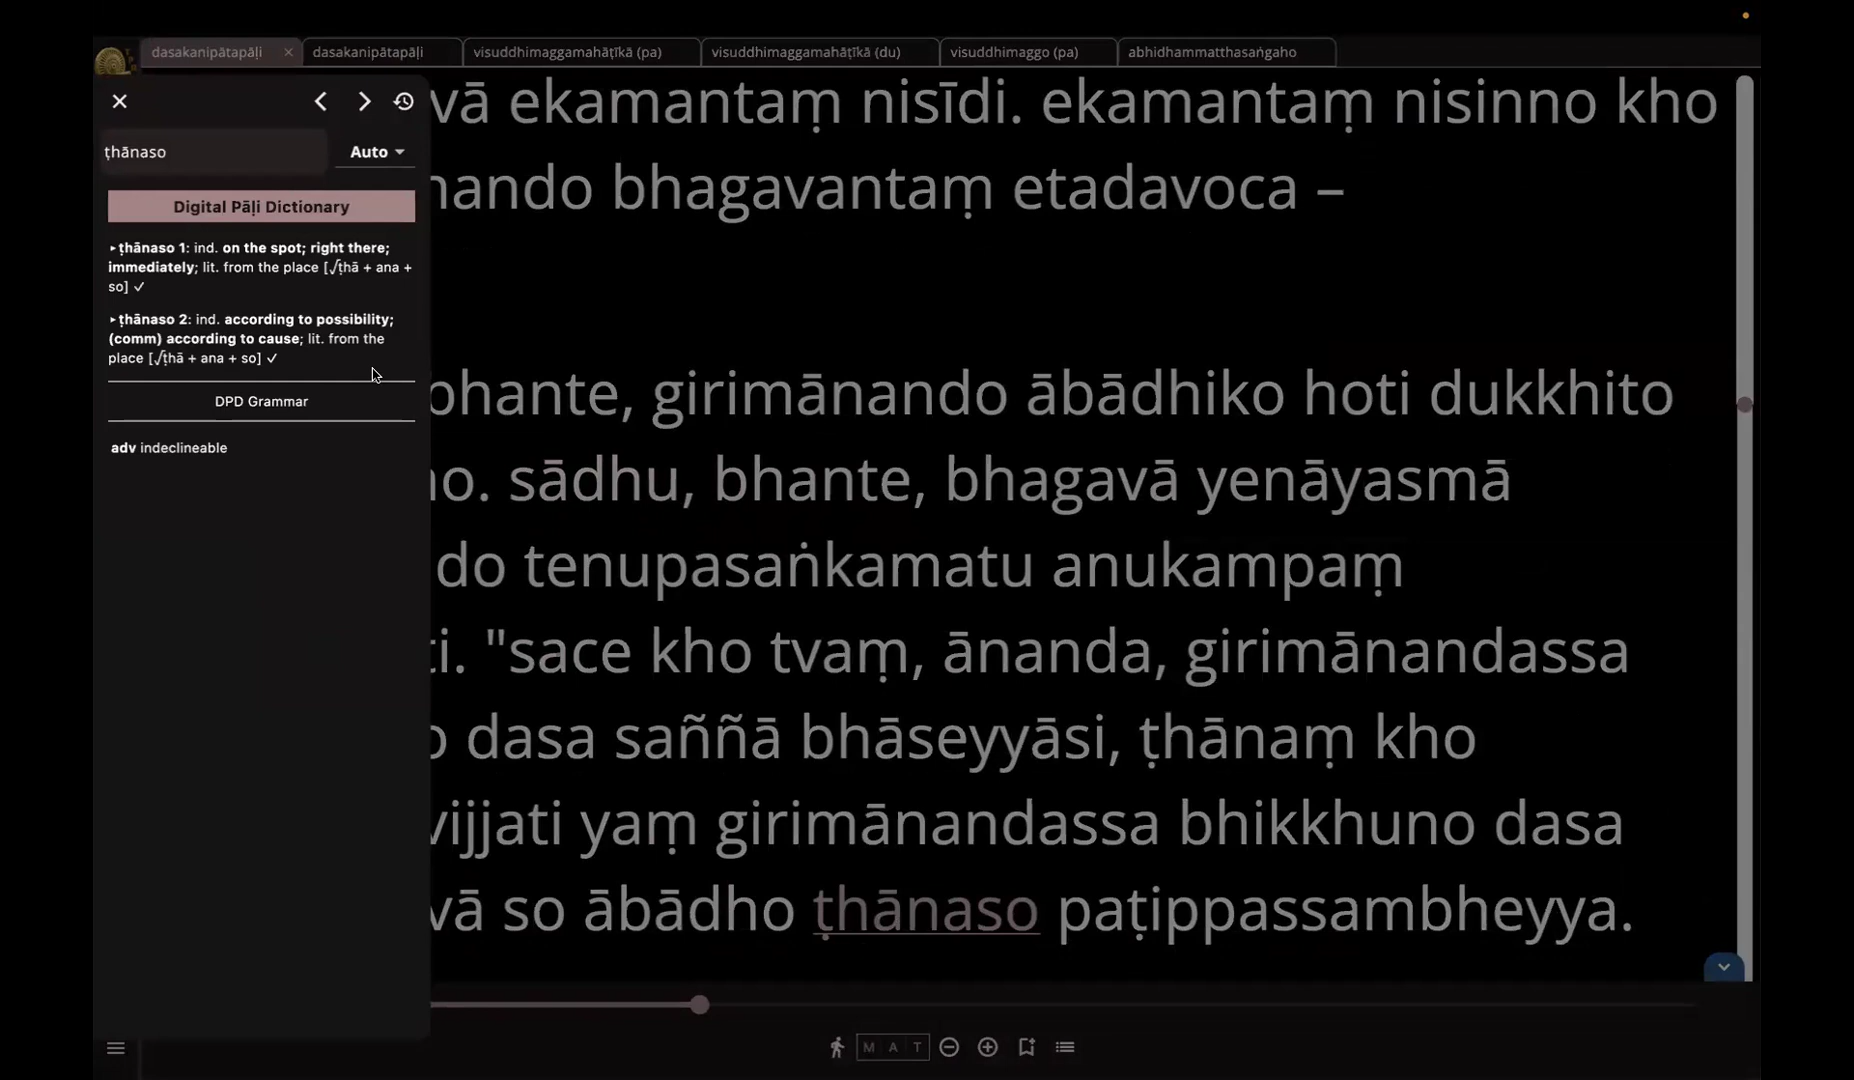 dasakanipātapāḷi
dasakanipātapāḷi
visuddhimaggamahāṭīkā (pa)
visuddhimaggamahāṭīkā (du)
visuddhimaggo (pa)
abhidhammatthasaṅgaho
ṭhānaso
Auto
Digital Pāḷi Dictionary
▸ṭhānaso 1: ind. on the spot; right there;
immediately; lit. from the place [√ṭhā + ana +
so] ✓
▸ṭhānaso 2: ind. according to possibility;
(comm) according to cause; lit. from the
place [√ṭhā + ana + so] ✓
DPD Grammar
adv indeclineable
vā ekamantaṃ nisīdi. ekamantaṃ nisinno kho
nando bhagavantaṃ etadavoca –
bhante, girimānando ābādhiko hoti dukkhito
no. sādhu, bhante, bhagavā yenāyasmā
do tenupasaṅkamatu anukampaṃ
ti. "sace kho tvaṃ, ānanda, girimānandassa
o dasa saññā bhāseyyāsi, ṭhānaṃ kho
vijjati yaṃ girimānandassa bhikkhuno dasa
vā so ābādho ṭhānaso paṭippassambheyya.
M A T